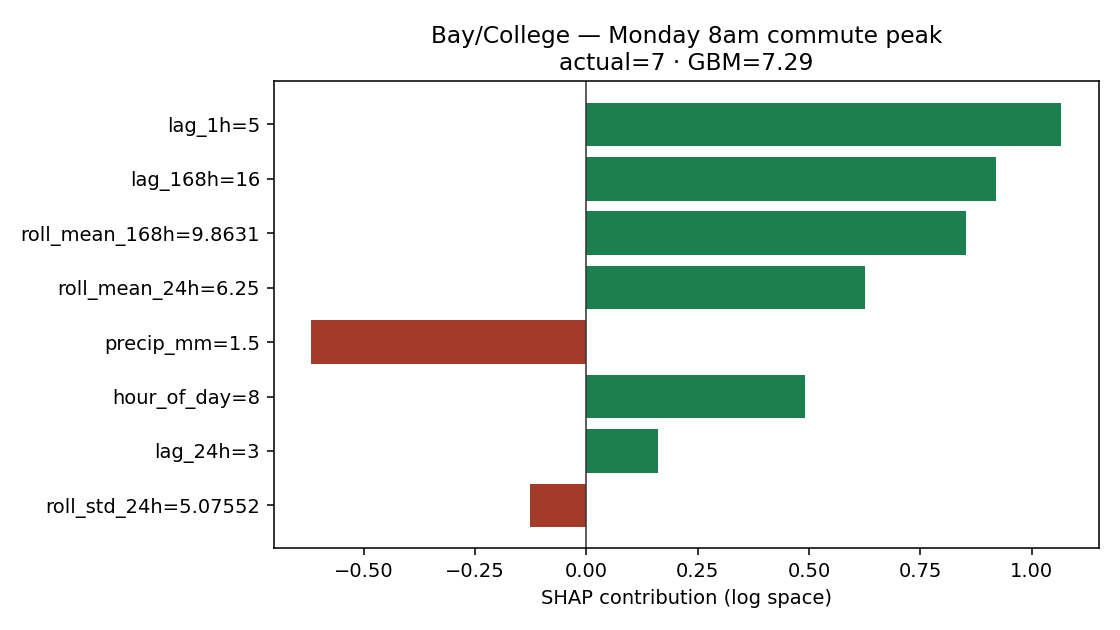 Bay/College — Monday 8am commute peak
actual=7 · GBM=7.29
lag_1h=5
lag_168h=16
roll_mean_168h=9.8631
roll_mean_24h=6.25
precip_mm=1.5
hour_of_day=8
lag_24h=3
roll_std_24h=5.07552
−0.50 −0.25 0.00 0.25 0.50 0.75 1.00
SHAP contribution (log space)